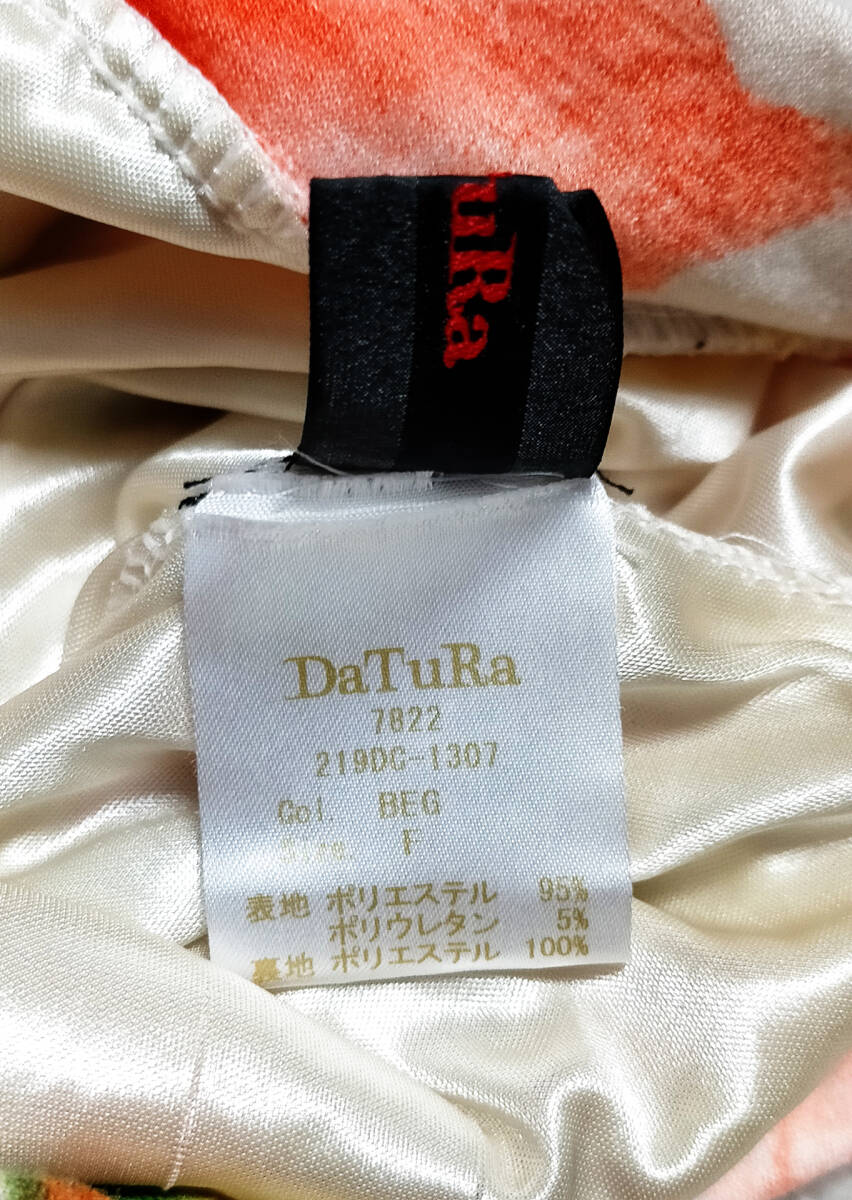 uRa
DaTuRa
7822
219DC-1307
Col. BEG
Size. F
表地 ポリエステル 95%
ポリウレタン 5%
裏地 ポリエステル 100%